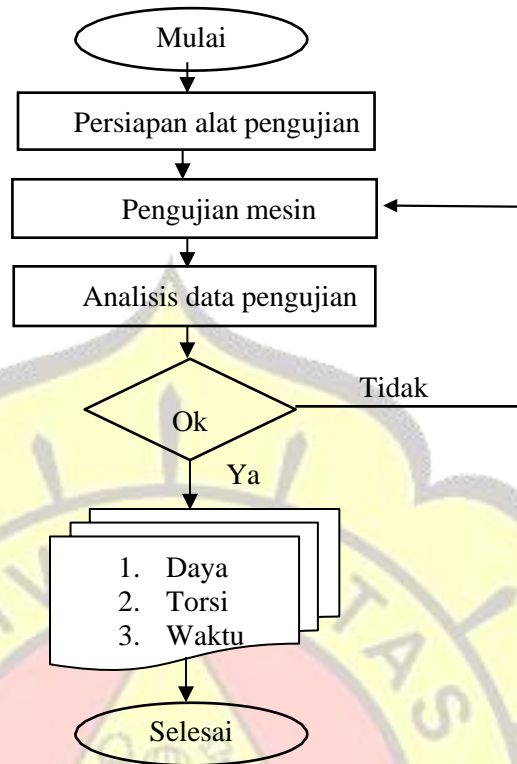 Mulai
Persiapan alat pengujian
Pengujian mesin
Analisis data pengujian
Tidak
Ok
Ya
1. Daya
2. Torsi
3. Waktu
Selesai